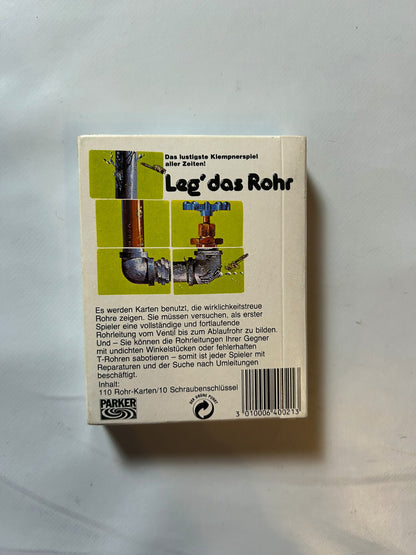 Das lustigste Klempnerspiel
aller Zeiten!
Leg' das Rohr
Es werden Karten benutzt, die wirklichkeitstreue
Rohre zeigen. Sie müssen versuchen, als erster
Spieler eine vollständige und fortlaufende
Rohrleitung vom Ventil bis zum Ablaufrohr zu bilden.
Und – Sie können die Rohrleitungen Ihrer Gegner
mit undichten Winkelstücken oder fehlerhaften
T-Rohren sabotieren – somit ist jeder Spieler mit
Reparaturen und der Suche nach Umleitungen
beschäftigt.
Inhalt:
110 Rohr-Karten/10 Schraubenschlüssel
PARKER
DER GRÜNE PUNKT
3 010006 400213